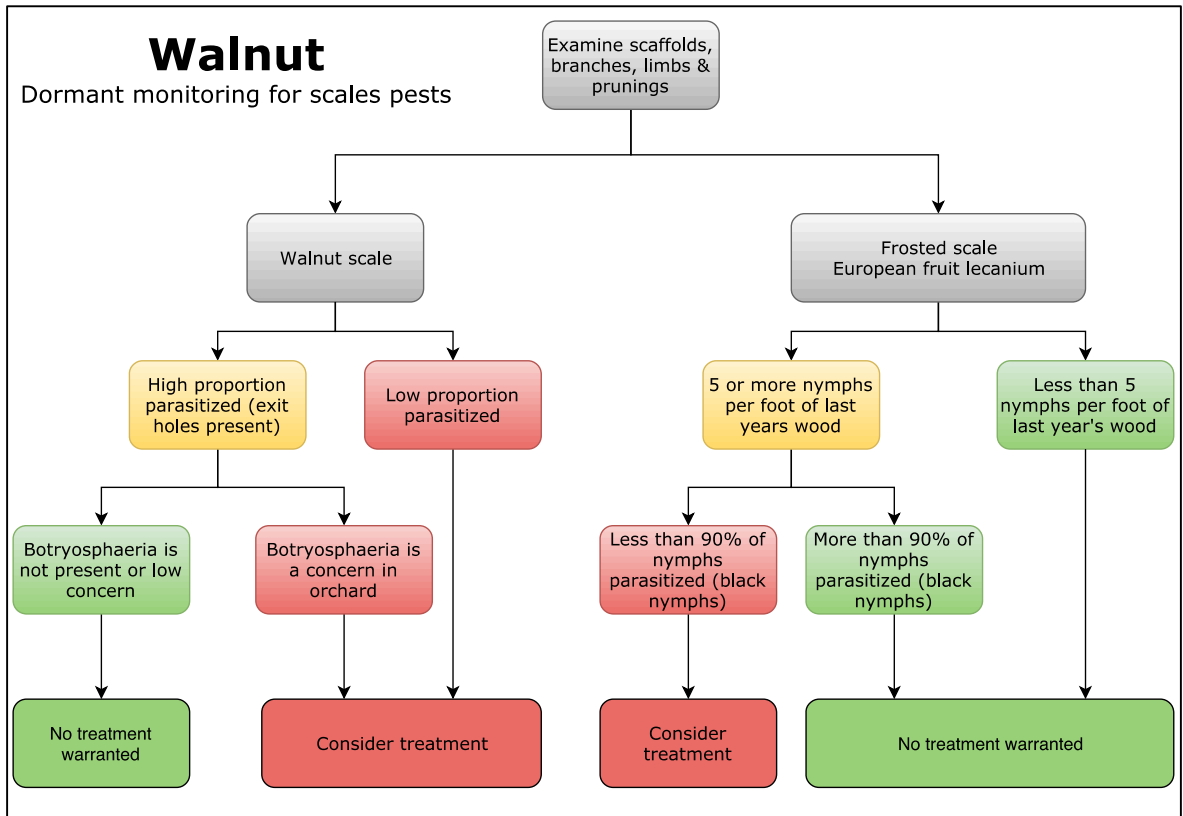 Walnut
Dormant monitoring for scales pests
Examine scaffolds,
branches, limbs &
prunings
Walnut scale
Frosted scale
European fruit lecanium
High proportion
parasitized (exit
holes present)
Low proportion
parasitized
5 or more nymphs
per foot of last
years wood
Less than 5
nymphs per foot of
last year's wood
Botryosphaeria is
not present or low
concern
Botryosphaeria is
a concern in
orchard
Less than 90% of
nymphs
parasitized (black
nymphs)
More than 90% of
nymphs
parasitized (black
nymphs)
No treatment
warranted
Consider treatment
Consider
treatment
No treatment warranted